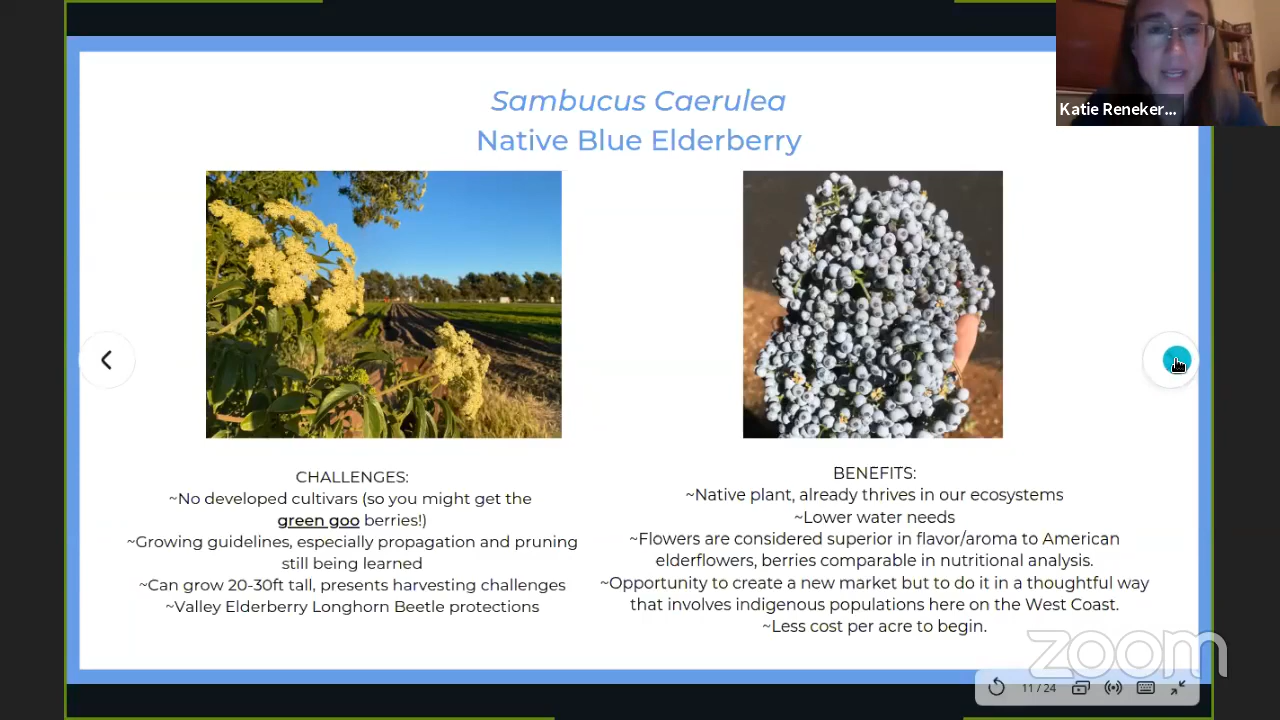 Sambucus Caerulea
Native Blue Elderberry
Katie Reneker...
CHALLENGES:
~No developed cultivars (so you might get the
green goo berries!)
~Growing guidelines, especially propagation and pruning
still being learned
~Can grow 20-30ft tall, presents harvesting challenges
~Valley Elderberry Longhorn Beetle protections
BENEFITS:
~Native plant, already thrives in our ecosystems
~Lower water needs
~Flowers are considered superior in flavor/aroma to American
elderflowers, berries comparable in nutritional analysis.
~Opportunity to create a new market but to do it in a thoughtful way
that involves indigenous populations here on the West Coast.
~Less cost per acre to begin.
zoom
11 / 24